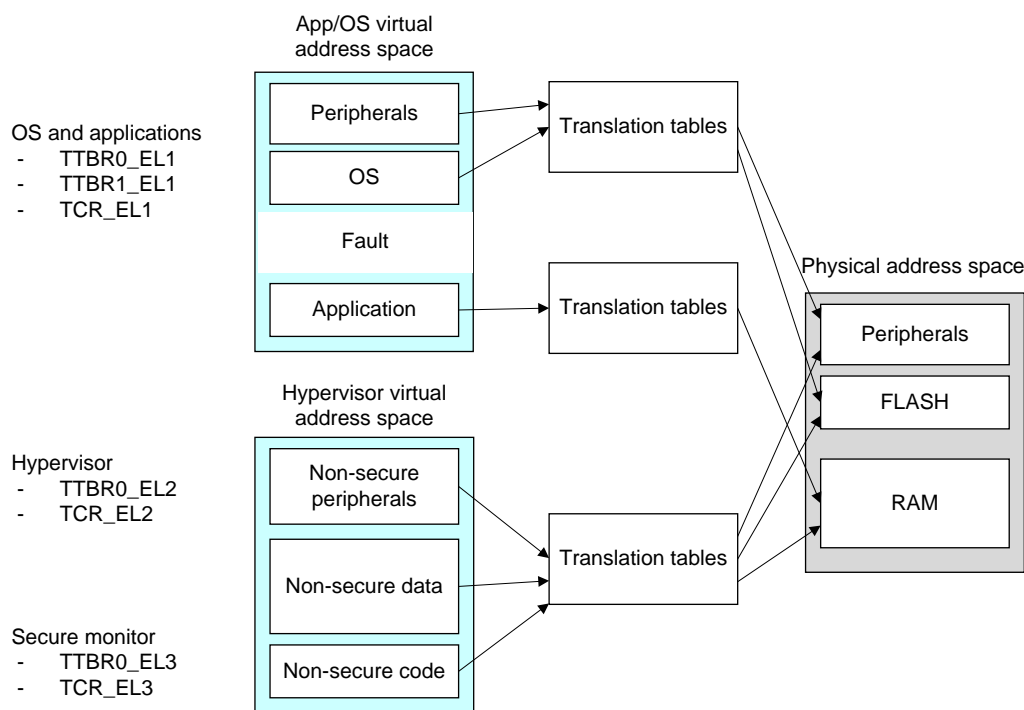 App/OS virtual
address space
OS and applications
- TTBR0_EL1
- TTBR1_EL1
- TCR_EL1
Peripherals
OS
Fault
Application
Translation tables
Translation tables
Physical address space
Peripherals
FLASH
RAM
Hypervisor virtual
address space
Hypervisor
- TTBR0_EL2
- TCR_EL2
Non-secure
peripherals
Non-secure data
Non-secure code
Translation tables
Secure monitor
- TTBR0_EL3
- TCR_EL3